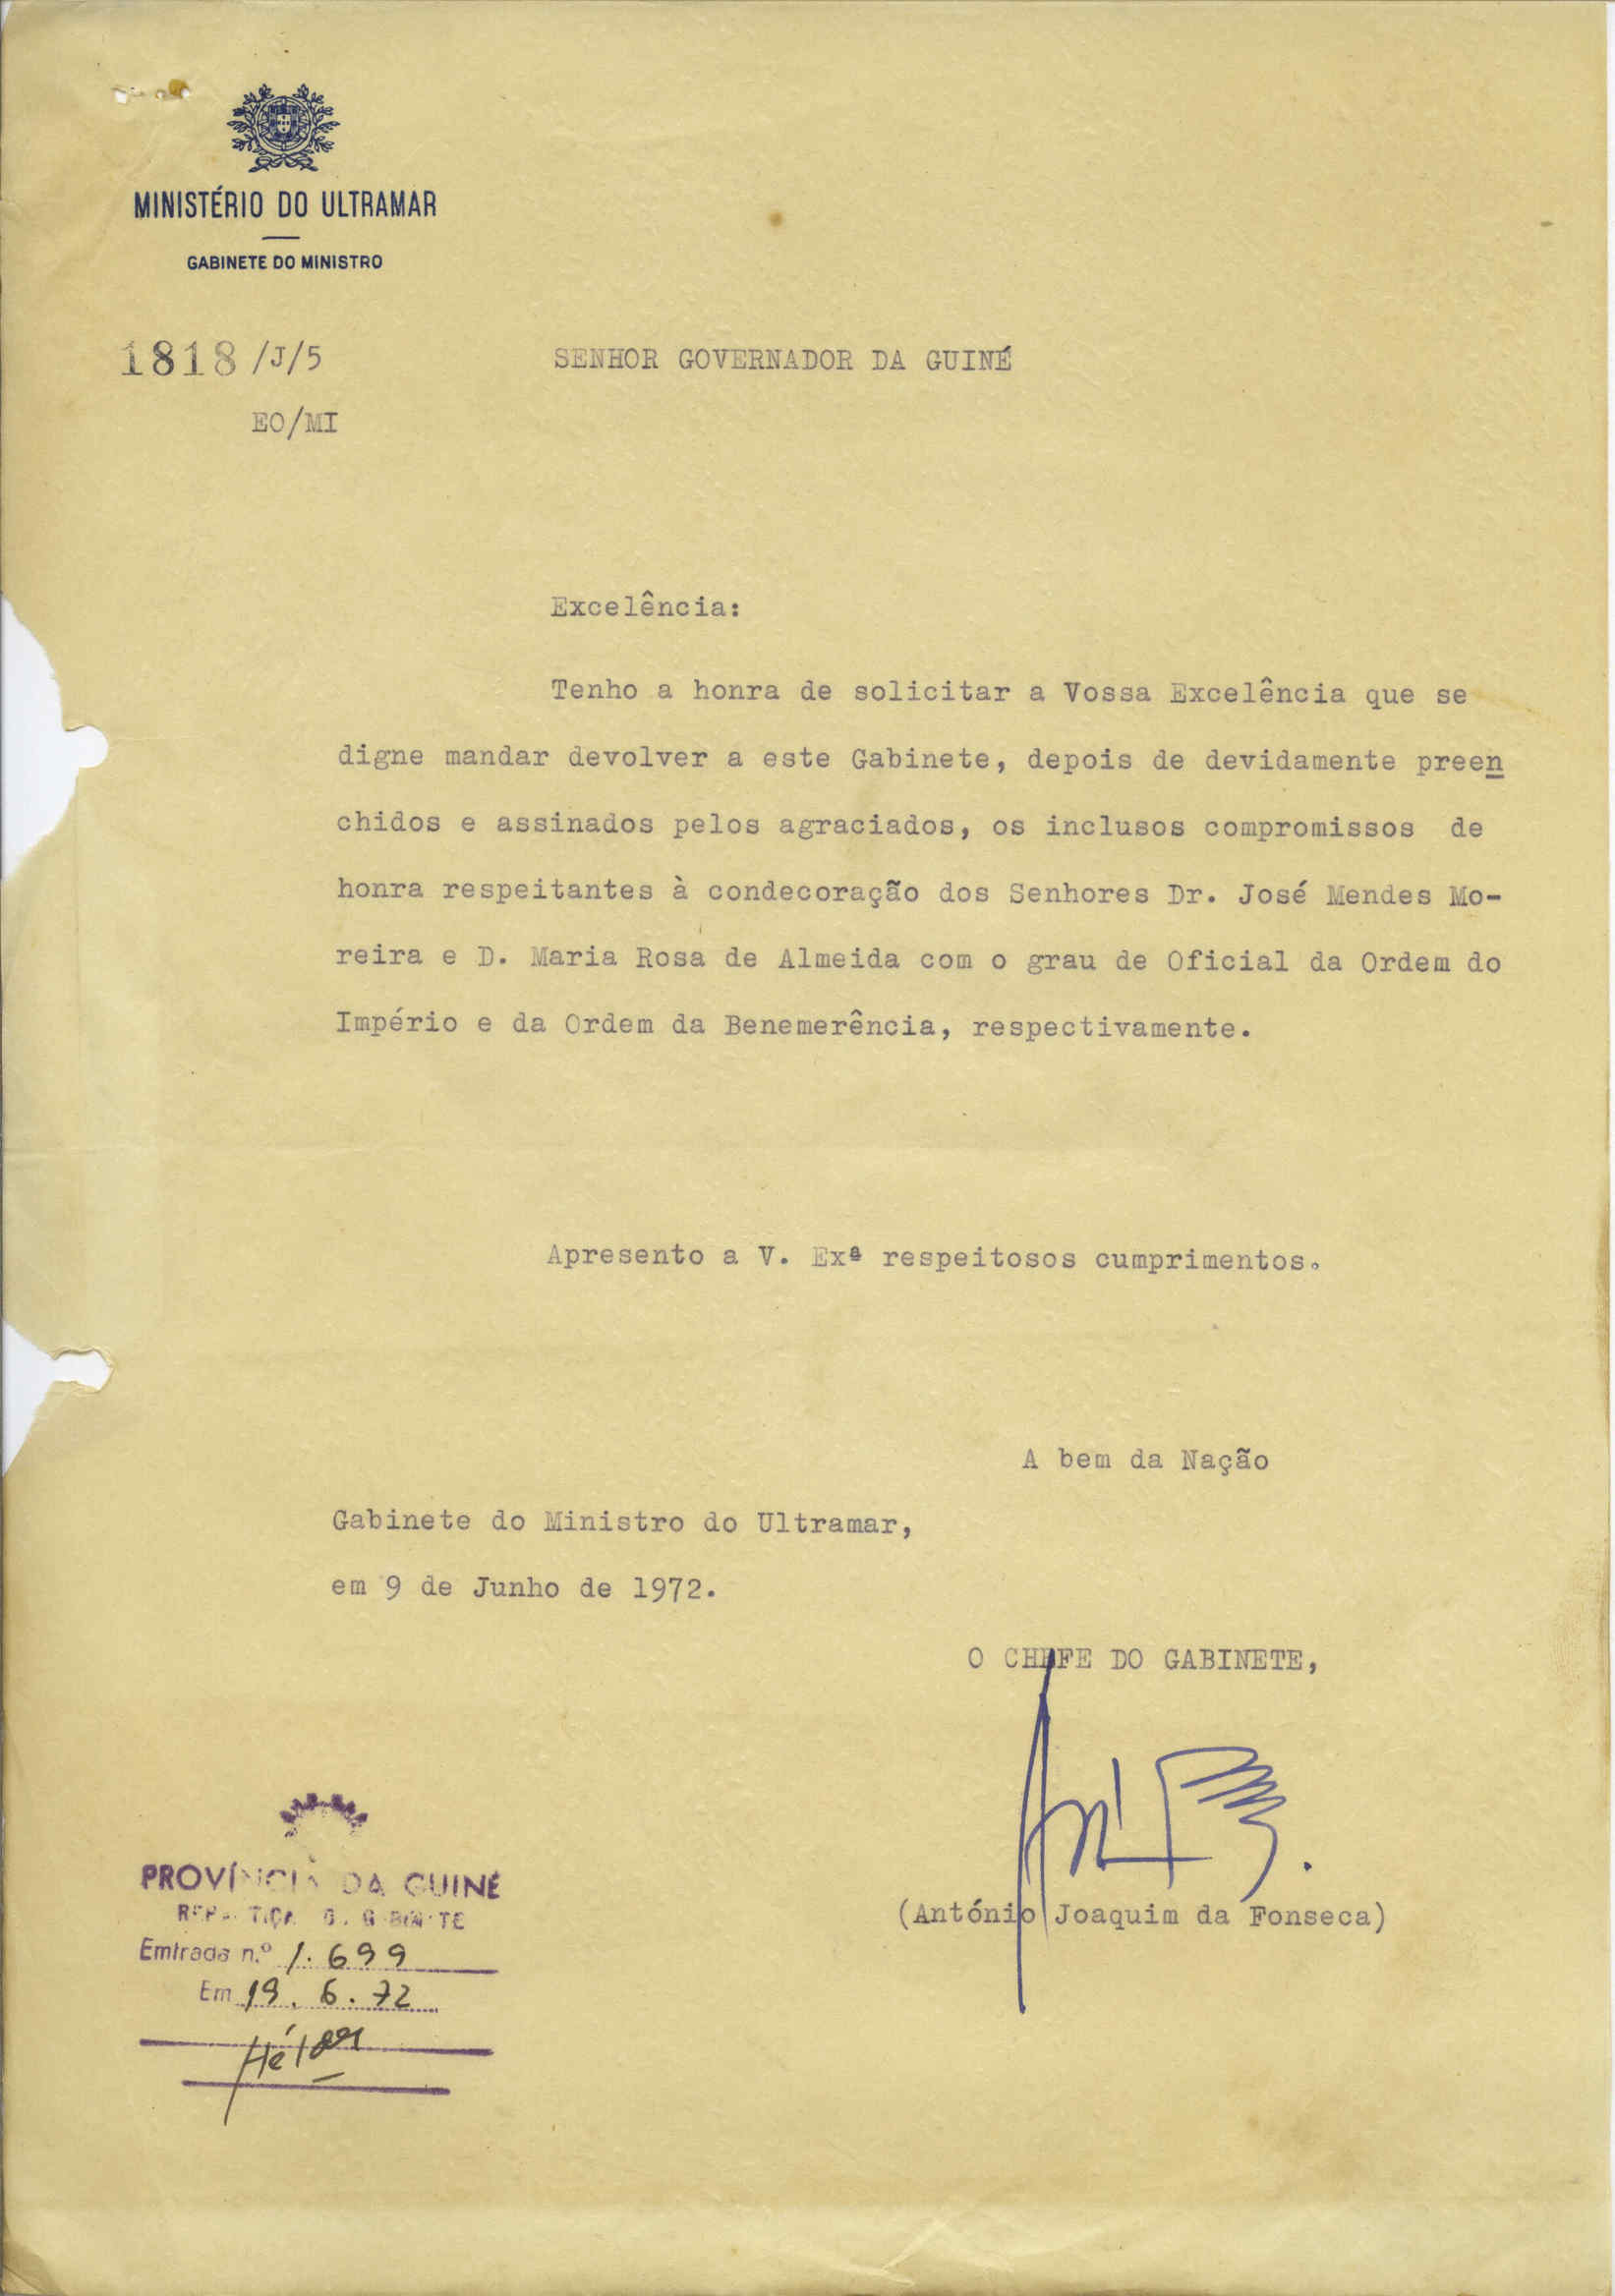 MINISTÉRIO DO ULTRAMAR
GABINETE DO MINISTRO
1818/J/5
SENHOR GOVERNADOR DA GUINÉ
EO/MI
Excelência:
Tenho a honra de solicitar a Vossa Excelência que se
digne mandar devolver a este Gabinete, depois de devidamente preen
chidos e assinados pelos agraciados, os inclusos compromissos de
honra respeitantes à condecoração dos Senhores Dr. José Mendes Mo-
reira e D. Maria Rosa de Almeida com o grau de Oficial da Ordem do
Império e da Ordem da Benemerência, respectivamente.
Apresento a V. Exª respeitosos cumprimentos.
A bem da Nação
Gabinete do Ministro do Ultramar,
em 9 de Junho de 1972.
O CHEFE DO GABINETE,
(António Joaquim da Fonseca)
PROVÍNCIA DA GUINÉ
Entrada n.º 1.699
Em 19.6.72